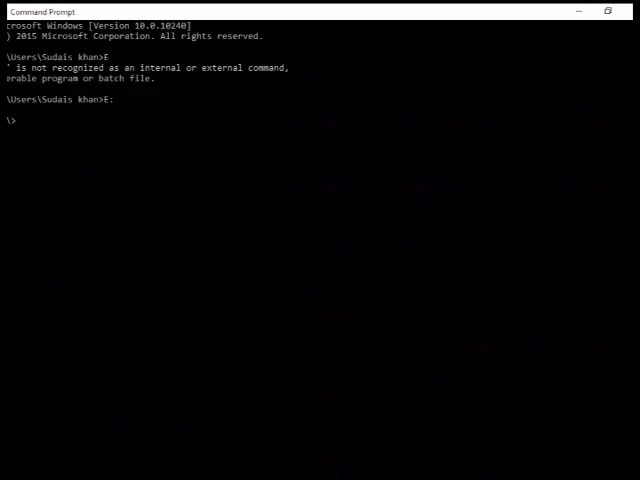 Command Prompt
crosoft Windows [Version 10.0.10240]
) 2015 Microsoft Corporation. All rights reserved.
\Users\Sudais khan>E
' is not recognized as an internal or external command,
erable program or batch file.
\Users\Sudais khan>E:
\>